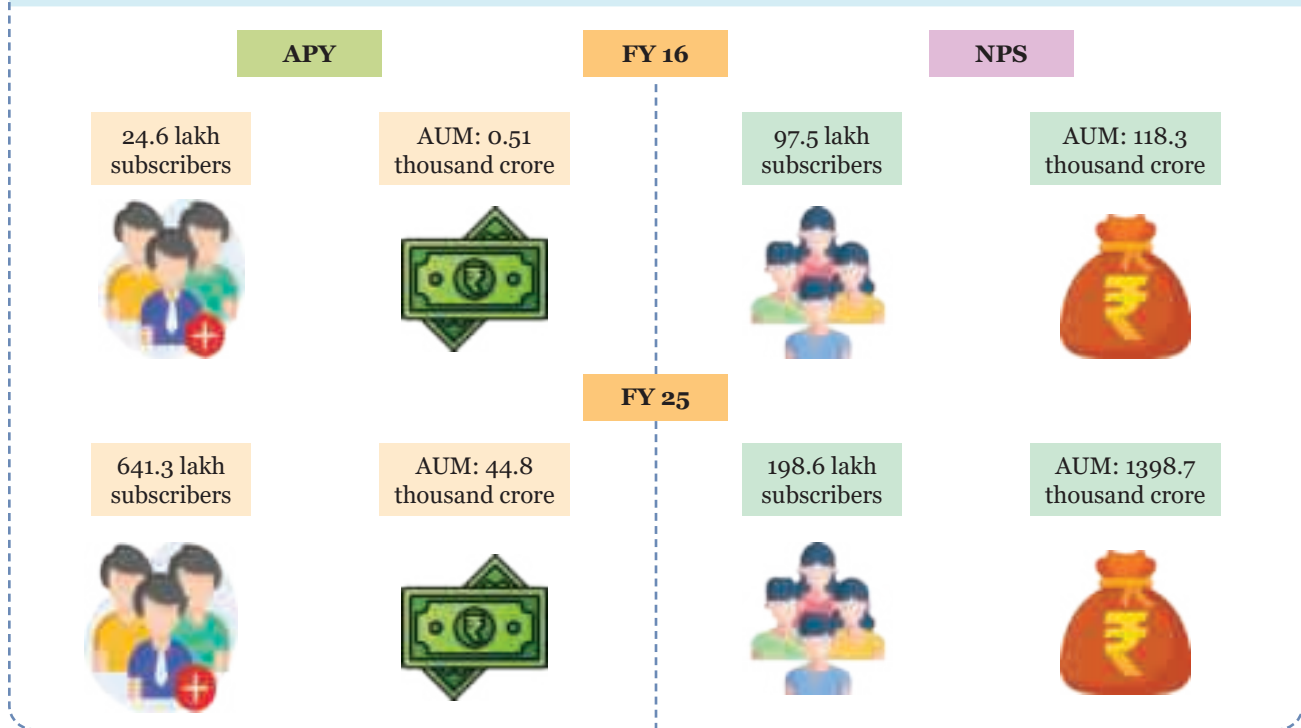 APY
FY 16
NPS
24.6 lakh
subscribers
AUM: 0.51
thousand crore
97.5 lakh
subscribers
AUM: 118.3
thousand crore
FY 25
641.3 lakh
subscribers
AUM: 44.8
thousand crore
198.6 lakh
subscribers
AUM: 1398.7
thousand crore